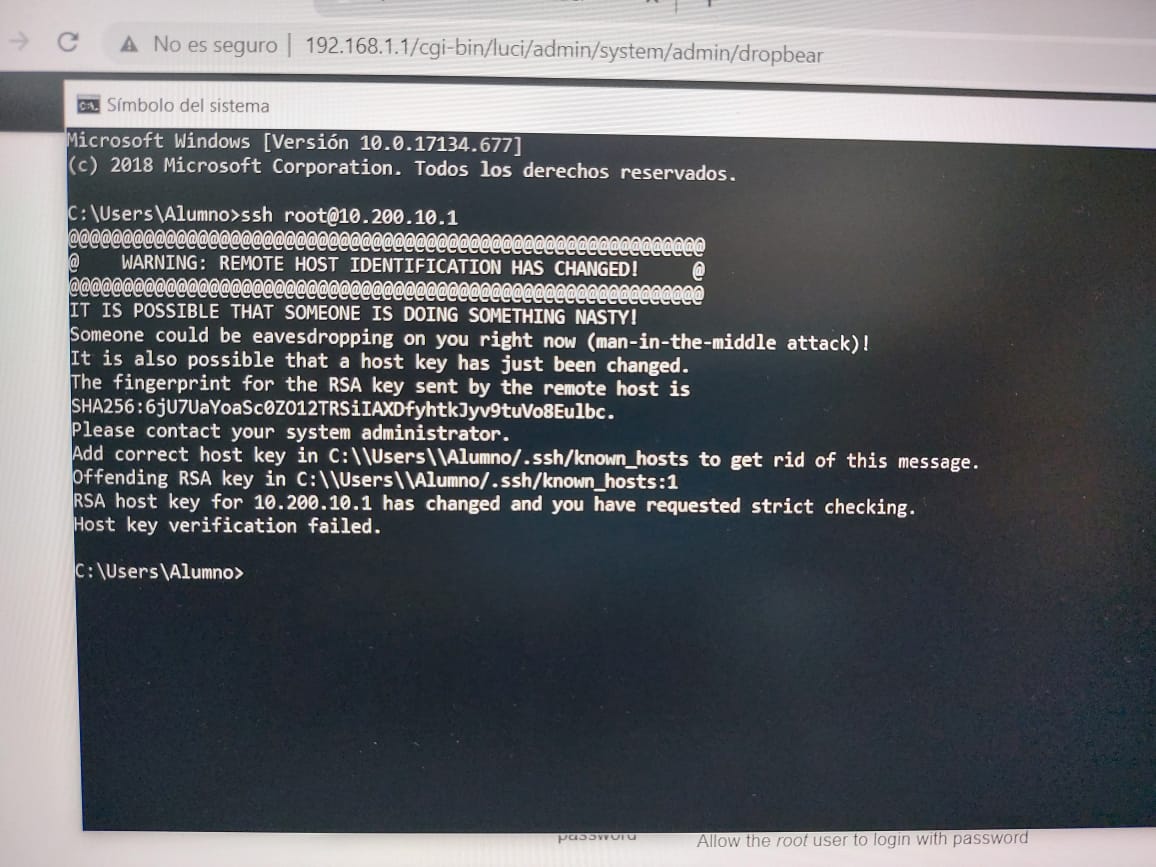 No es seguro | 192.168.1.1/cgi-bin/luci/admin/system/admin/dropbear
Símbolo del sistema
Microsoft Windows [Versión 10.0.17134.677]
(c) 2018 Microsoft Corporation. Todos los derechos reservados.
C:\Users\Alumno>ssh root@10.200.10.1
@@@@@@@@@@@@@@@@@@@@@@@@@@@@@@@@@@@@@@@@@@@@@@@@@@@@@@@@@@@
@    WARNING: REMOTE HOST IDENTIFICATION HAS CHANGED!     @
@@@@@@@@@@@@@@@@@@@@@@@@@@@@@@@@@@@@@@@@@@@@@@@@@@@@@@@@@@@
IT IS POSSIBLE THAT SOMEONE IS DOING SOMETHING NASTY!
Someone could be eavesdropping on you right now (man-in-the-middle attack)!
It is also possible that a host key has just been changed.
The fingerprint for the RSA key sent by the remote host is
SHA256:6jU7UaYoaSc0ZO12TRSiIAXDfyhtkJyv9tuVo8Eulbc.
Please contact your system administrator.
Add correct host key in C:\\Users\\Alumno/.ssh/known_hosts to get rid of this message.
Offending RSA key in C:\\Users\\Alumno/.ssh/known_hosts:1
RSA host key for 10.200.10.1 has changed and you have requested strict checking.
Host key verification failed.
C:\Users\Alumno>
password
Allow the root user to login with password